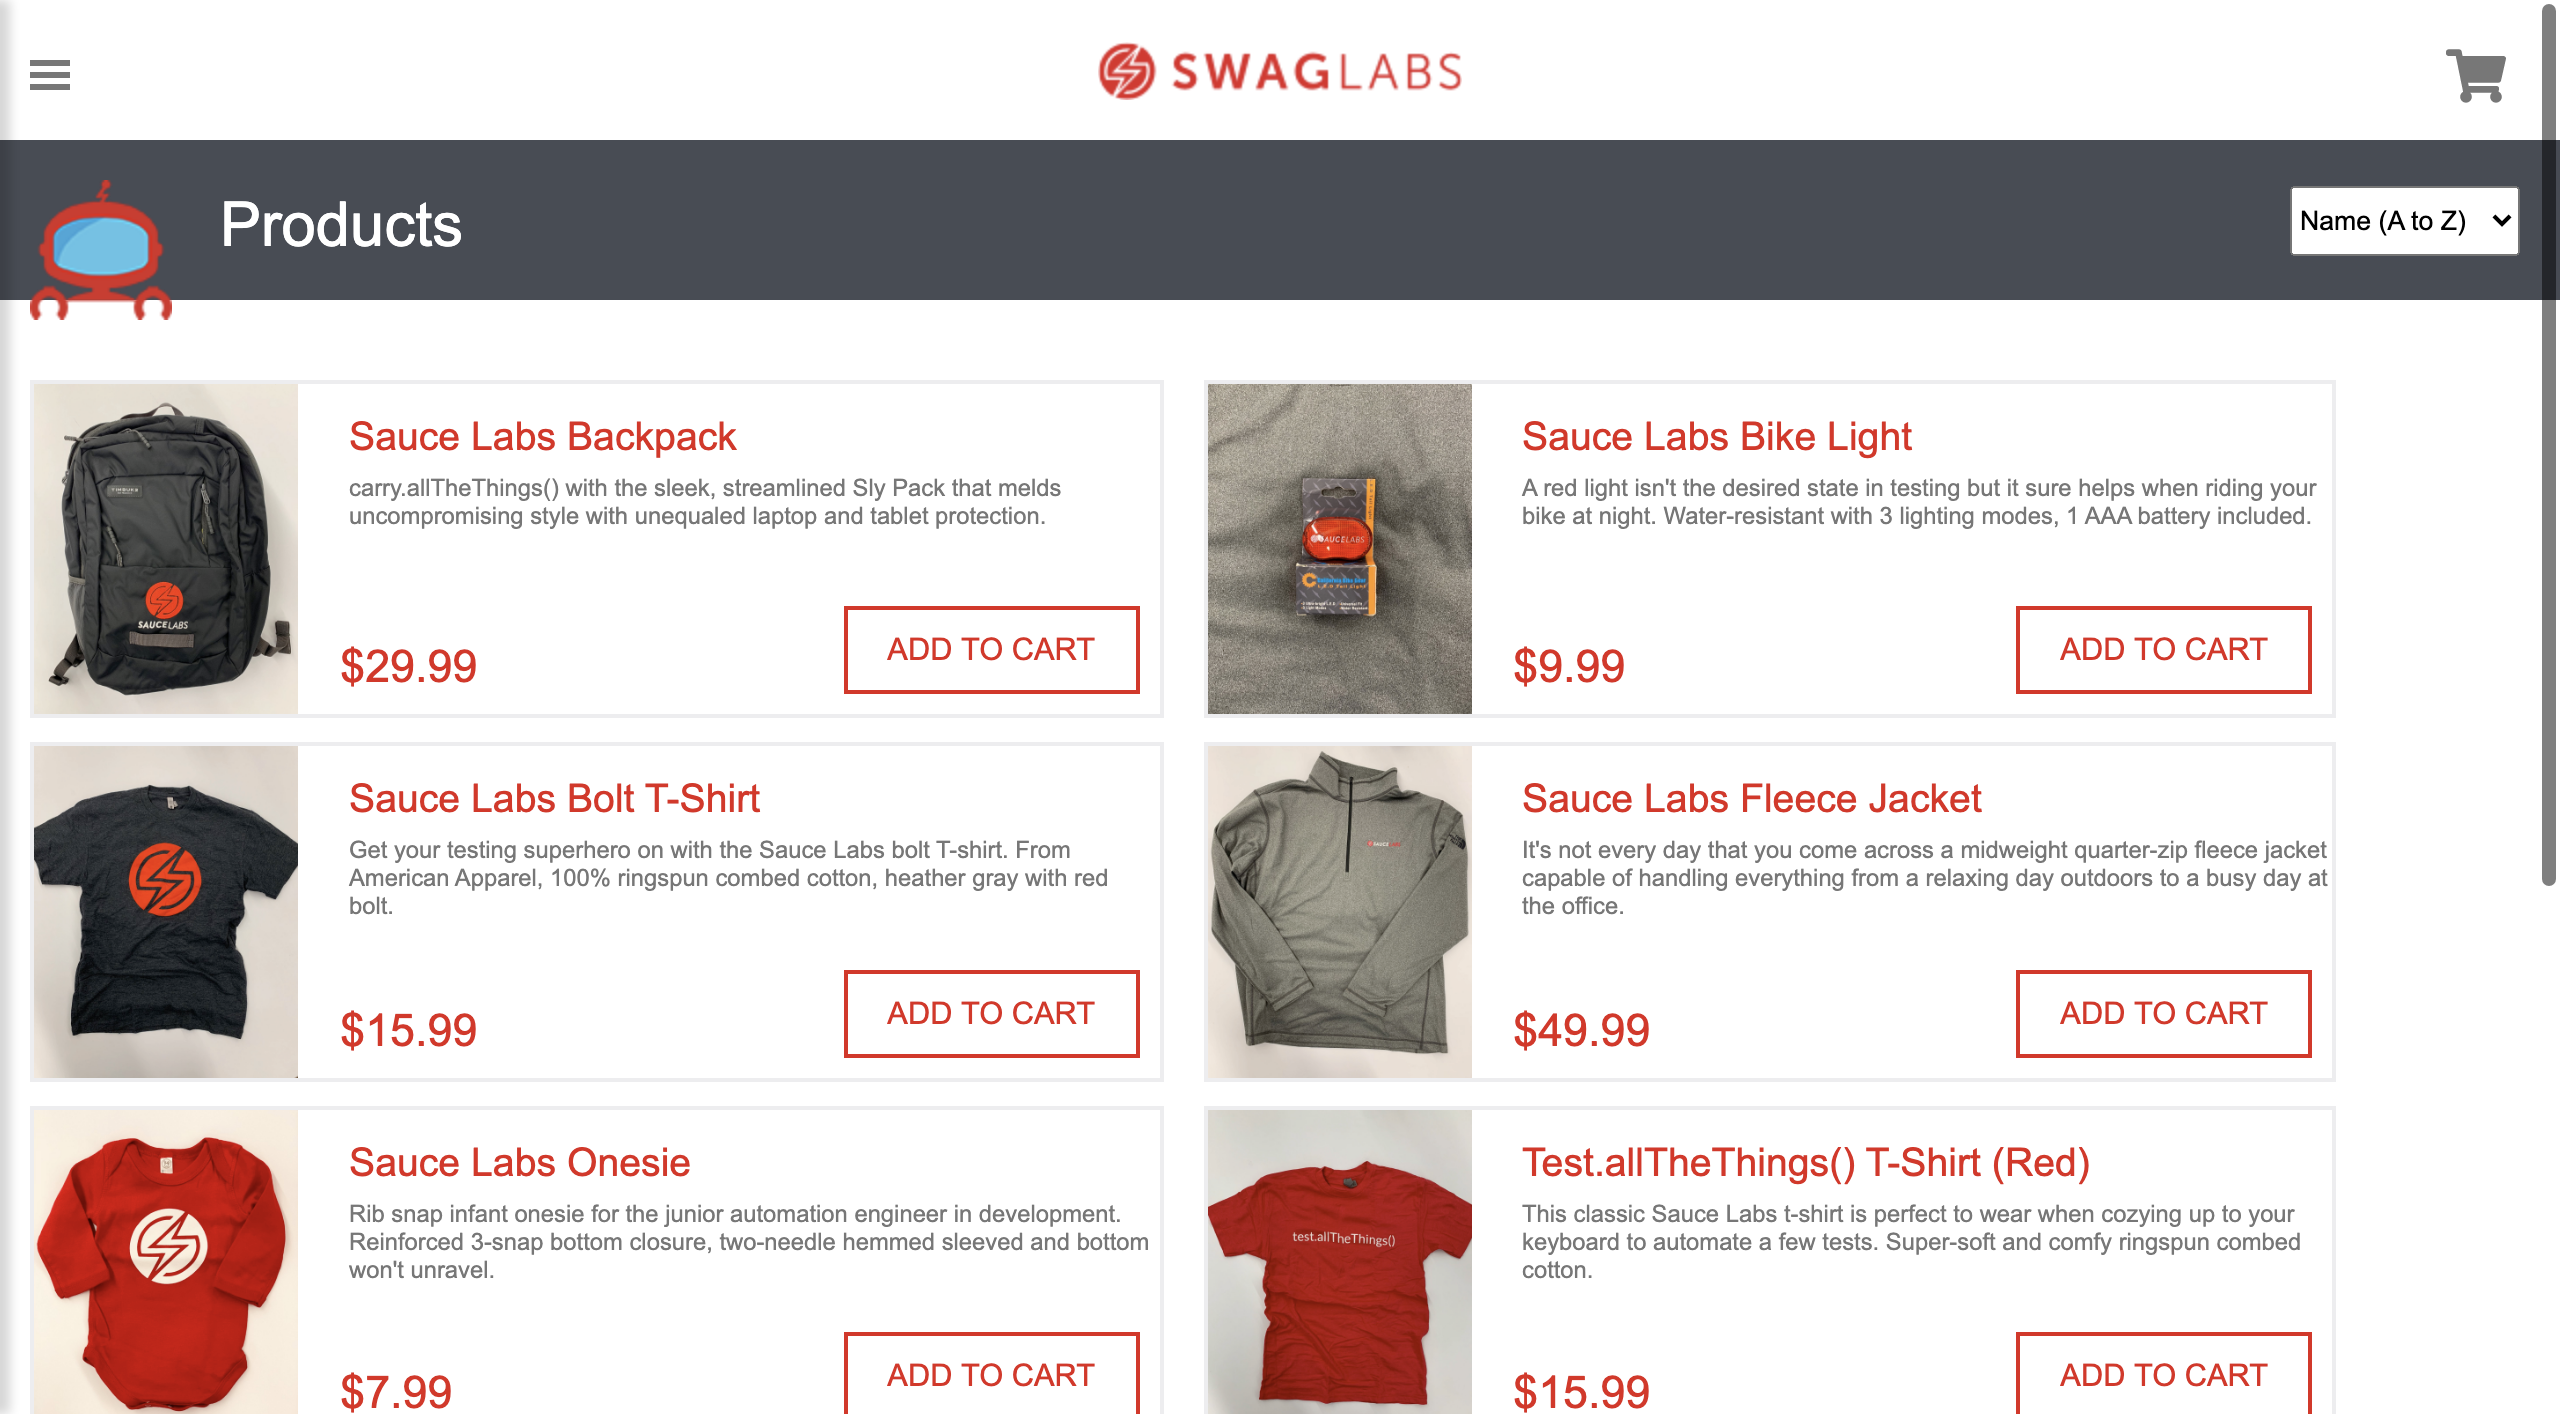 SWAGLABS
Products
Name (A to Z)
Sauce Labs Backpack
carry.allTheThings() with the sleek, streamlined Sly Pack that melds
uncompromising style with unequaled laptop and tablet protection.
$29.99
ADD TO CART
SAUCELABS
Sauce Labs Bike Light
A red light isn't the desired state in testing but it sure helps when riding your
bike at night. Water-resistant with 3 lighting modes, 1 AAA battery included.
$9.99
ADD TO CART
SAUCELABS
Sauce Labs Bolt T-Shirt
Get your testing superhero on with the Sauce Labs bolt T-shirt. From
American Apparel, 100% ringspun combed cotton, heather gray with red
bolt.
$15.99
ADD TO CART
Sauce Labs Fleece Jacket
It's not every day that you come across a midweight quarter-zip fleece jacket
capable of handling everything from a relaxing day outdoors to a busy day at
the office.
$49.99
ADD TO CART
SAUCE
Sauce Labs Onesie
Rib snap infant onesie for the junior automation engineer in development.
Reinforced 3-snap bottom closure, two-needle hemmed sleeved and bottom
won't unravel.
$7.99
ADD TO CART
Test.allTheThings() T-Shirt (Red)
This classic Sauce Labs t-shirt is perfect to wear when cozying up to your
keyboard to automate a few tests. Super-soft and comfy ringspun combed
cotton.
$15.99
ADD TO CART
test.allTheThings()